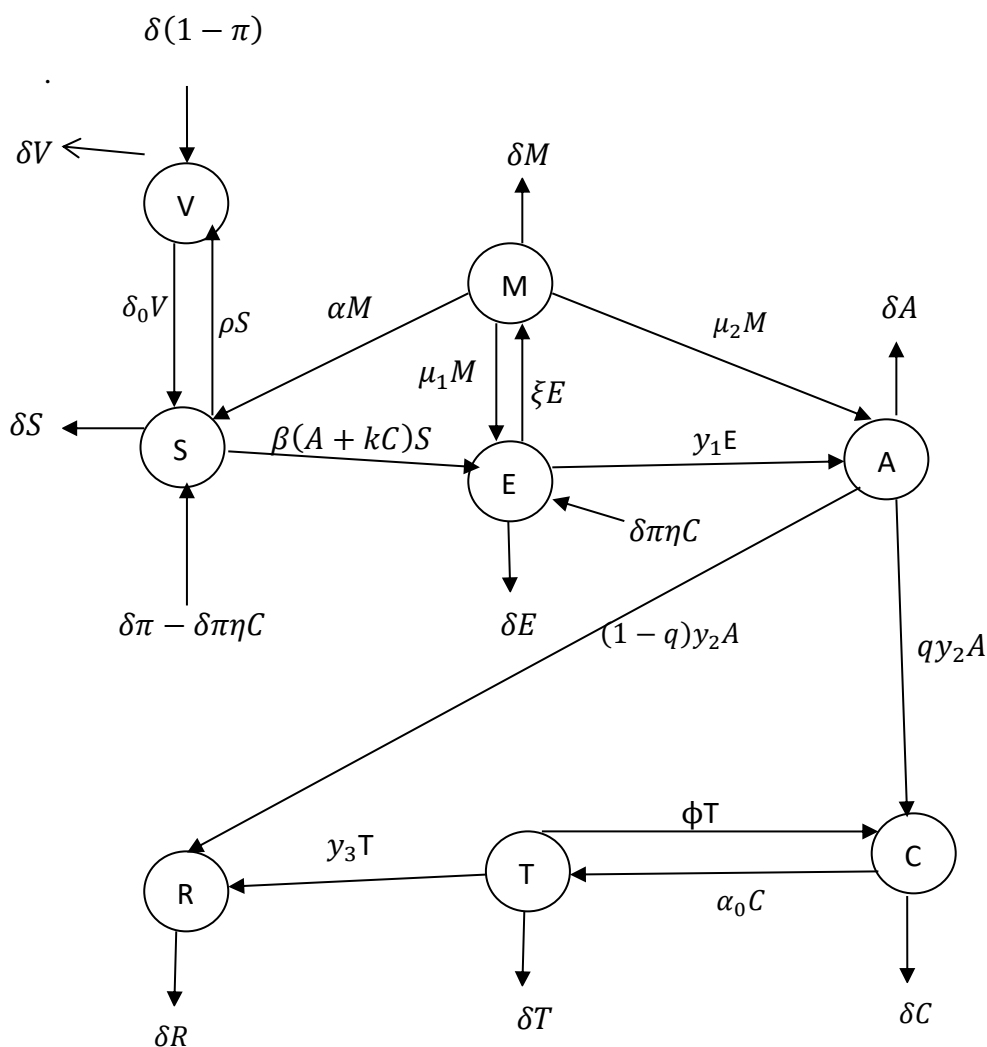 δ(1 − π)
.
δV
V
δM
M
δ₀V
ρS
αM
μ₂M
δA
μ₁M
ξE
δS
S
β(A + kC)S
E
y₁E
A
δπηC
δπ − δπηC
δE
(1 − q)y₂A
qy₂A
ϕT
y₃T
C
R
T
α₀C
δR
δT
δC